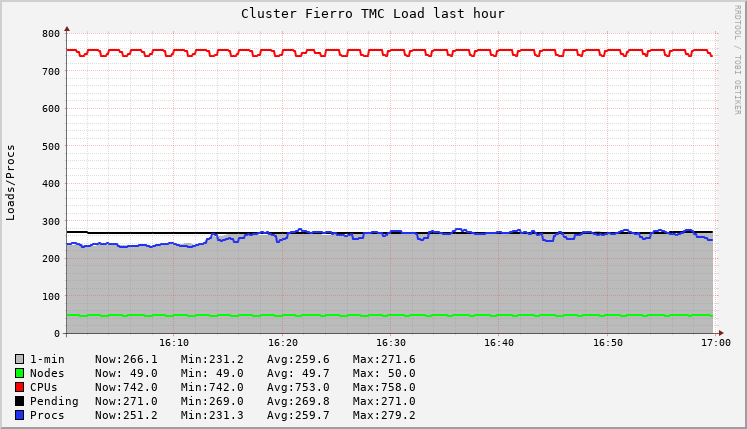 Cluster Fierro TMC Load last hour
RRDTOOL / TOBI OETIKER
Loads/Procs
800
700
600
500
400
300
200
100
0
16:10 16:20 16:30 16:40 16:50 17:00
1-min Now:266.1 Min:231.2 Avg:259.6 Max:271.6
Nodes Now: 49.0 Min: 49.0 Avg: 49.7 Max: 50.0
CPUs Now:742.0 Min:742.0 Avg:753.0 Max:758.0
Pending Now:271.0 Min:269.0 Avg:269.8 Max:271.0
Procs Now:251.2 Min:231.3 Avg:259.7 Max:279.2